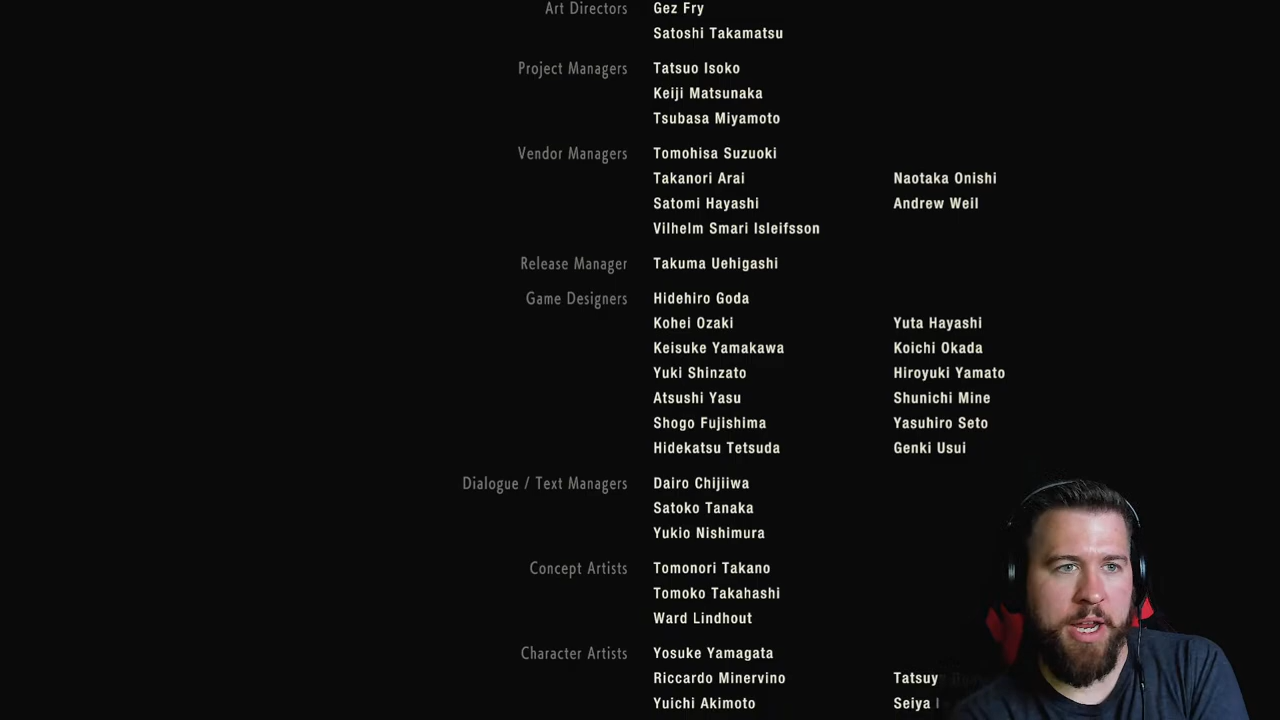 Art Directors Gez Fry
Satoshi Takamatsu
Project Managers Tatsuo Isoko
Keiji Matsunaka
Tsubasa Miyamoto
Vendor Managers Tomohisa Suzuoki
Takanori Arai Naotaka Onishi
Satomi Hayashi Andrew Weil
Vilhelm Smari Isleifsson
Release Manager Takuma Uehigashi
Game Designers Hidehiro Goda
Kohei Ozaki Yuta Hayashi
Keisuke Yamakawa Koichi Okada
Yuki Shinzato Hiroyuki Yamato
Atsushi Yasu Shunichi Mine
Shogo Fujishima Yasuhiro Seto
Hidekatsu Tetsuda Genki Usui
Dialogue / Text Managers Dairo Chijiiwa
Satoko Tanaka
Yukio Nishimura
Concept Artists Tomonori Takano
Tomoko Takahashi
Ward Lindhout
Character Artists Yosuke Yamagata
Riccardo Minervino
Yuichi Akimoto Seiya